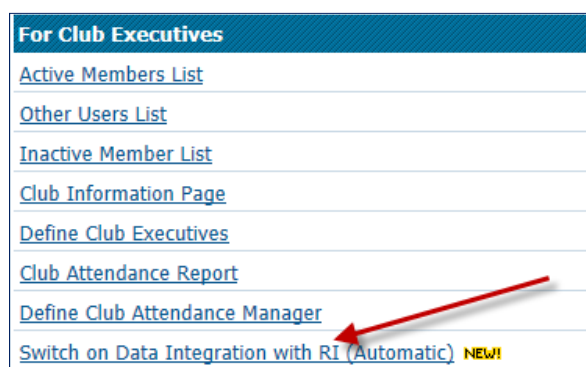 For Club Executives
Active Members List
Other Users List
Inactive Member List
Club Information Page
Define Club Executives
Club Attendance Report
Define Club Attendance Manager
Switch on Data Integration with RI (Automatic) NEW!